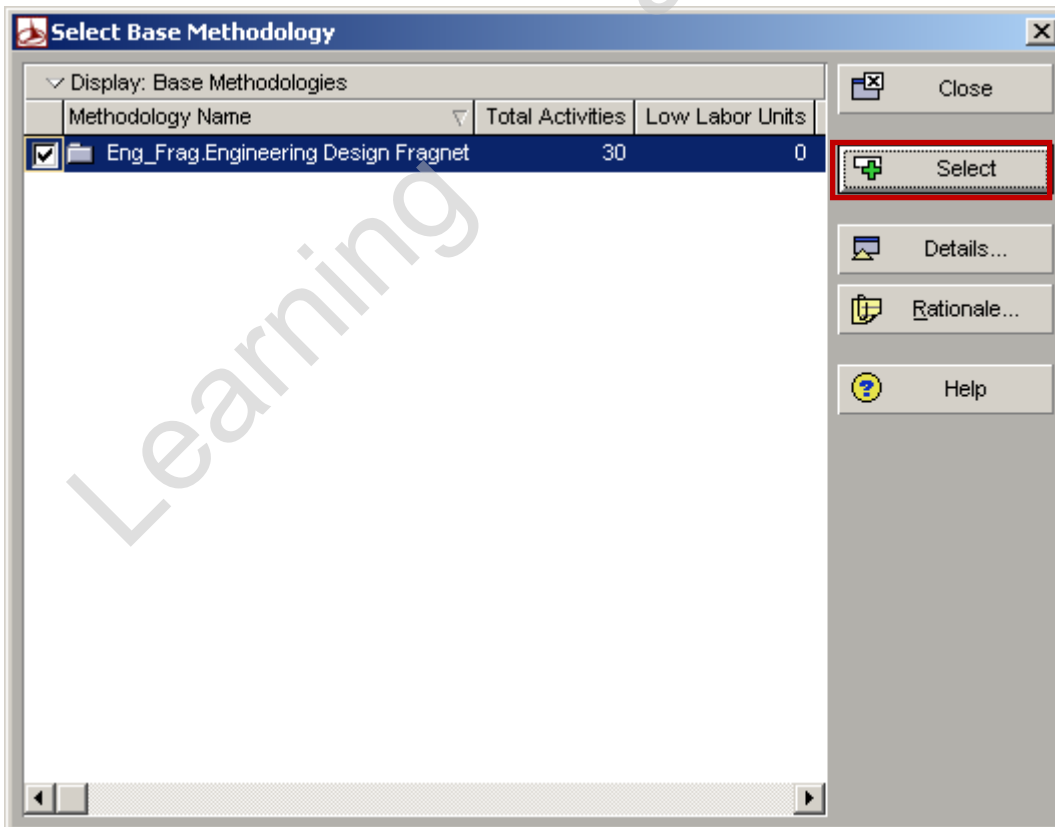 Select Base Methodology
Display: Base Methodologies
Methodology Name Total Activities Low Labor Units
Eng_Frag.Engineering Design Fragnet 30 0
Close
Select
Details...
Rationale...
Help
Learning